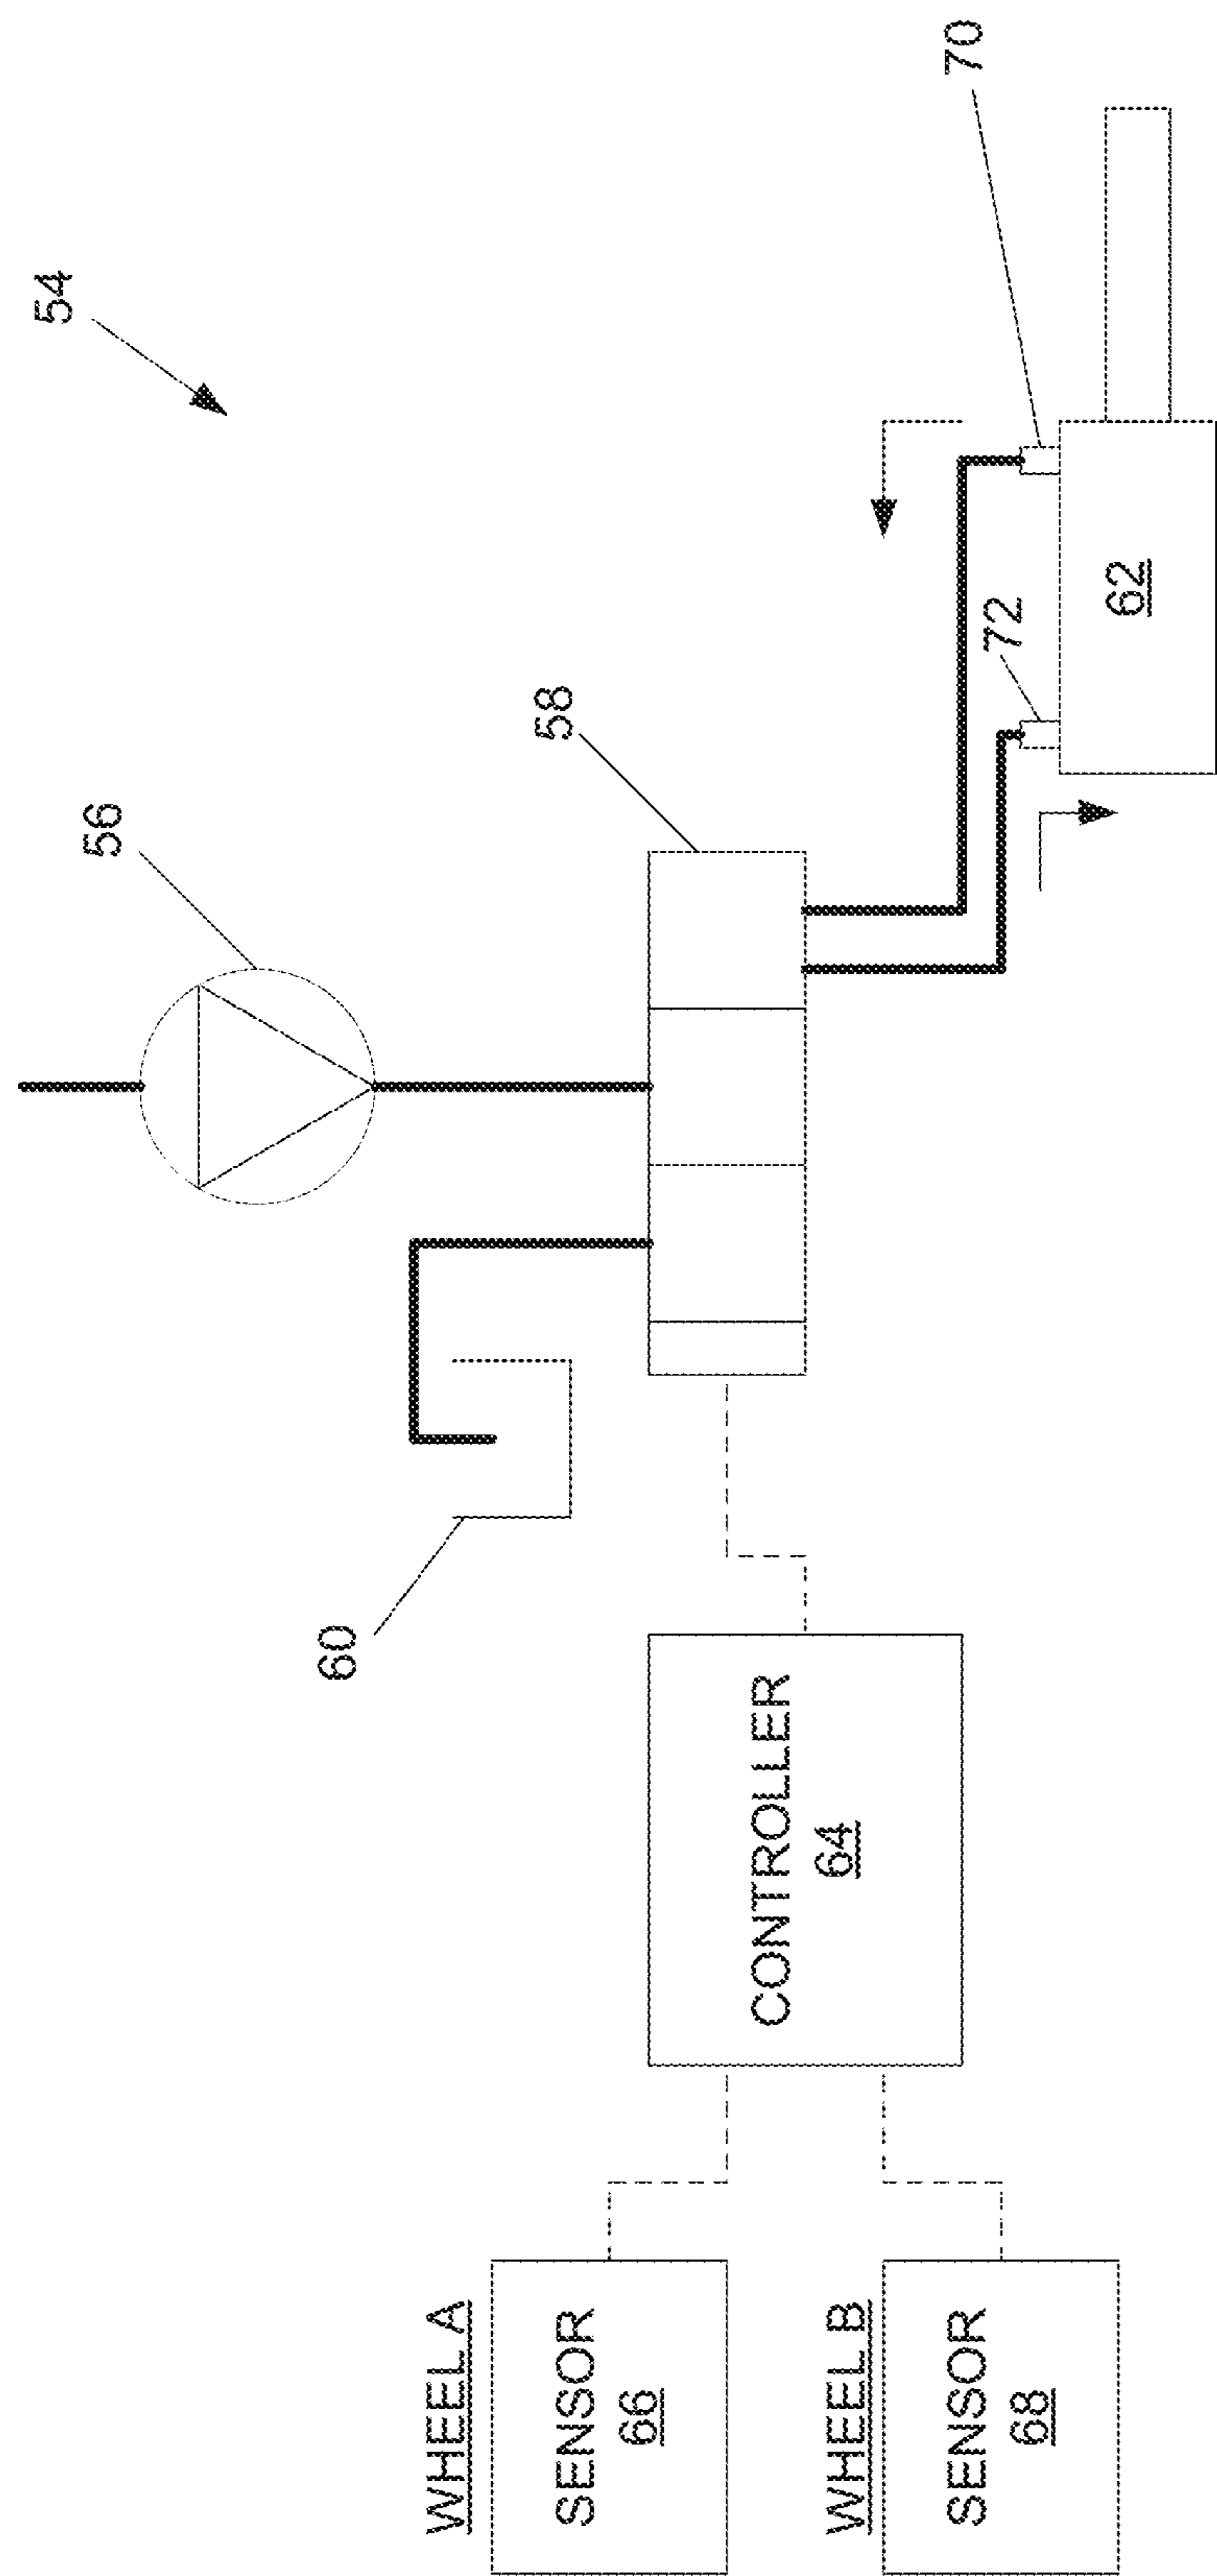 54
56
58
60
70
72
62
CONTROLLER
64
WHEEL A
SENSOR
66
WHEEL B
SENSOR
68